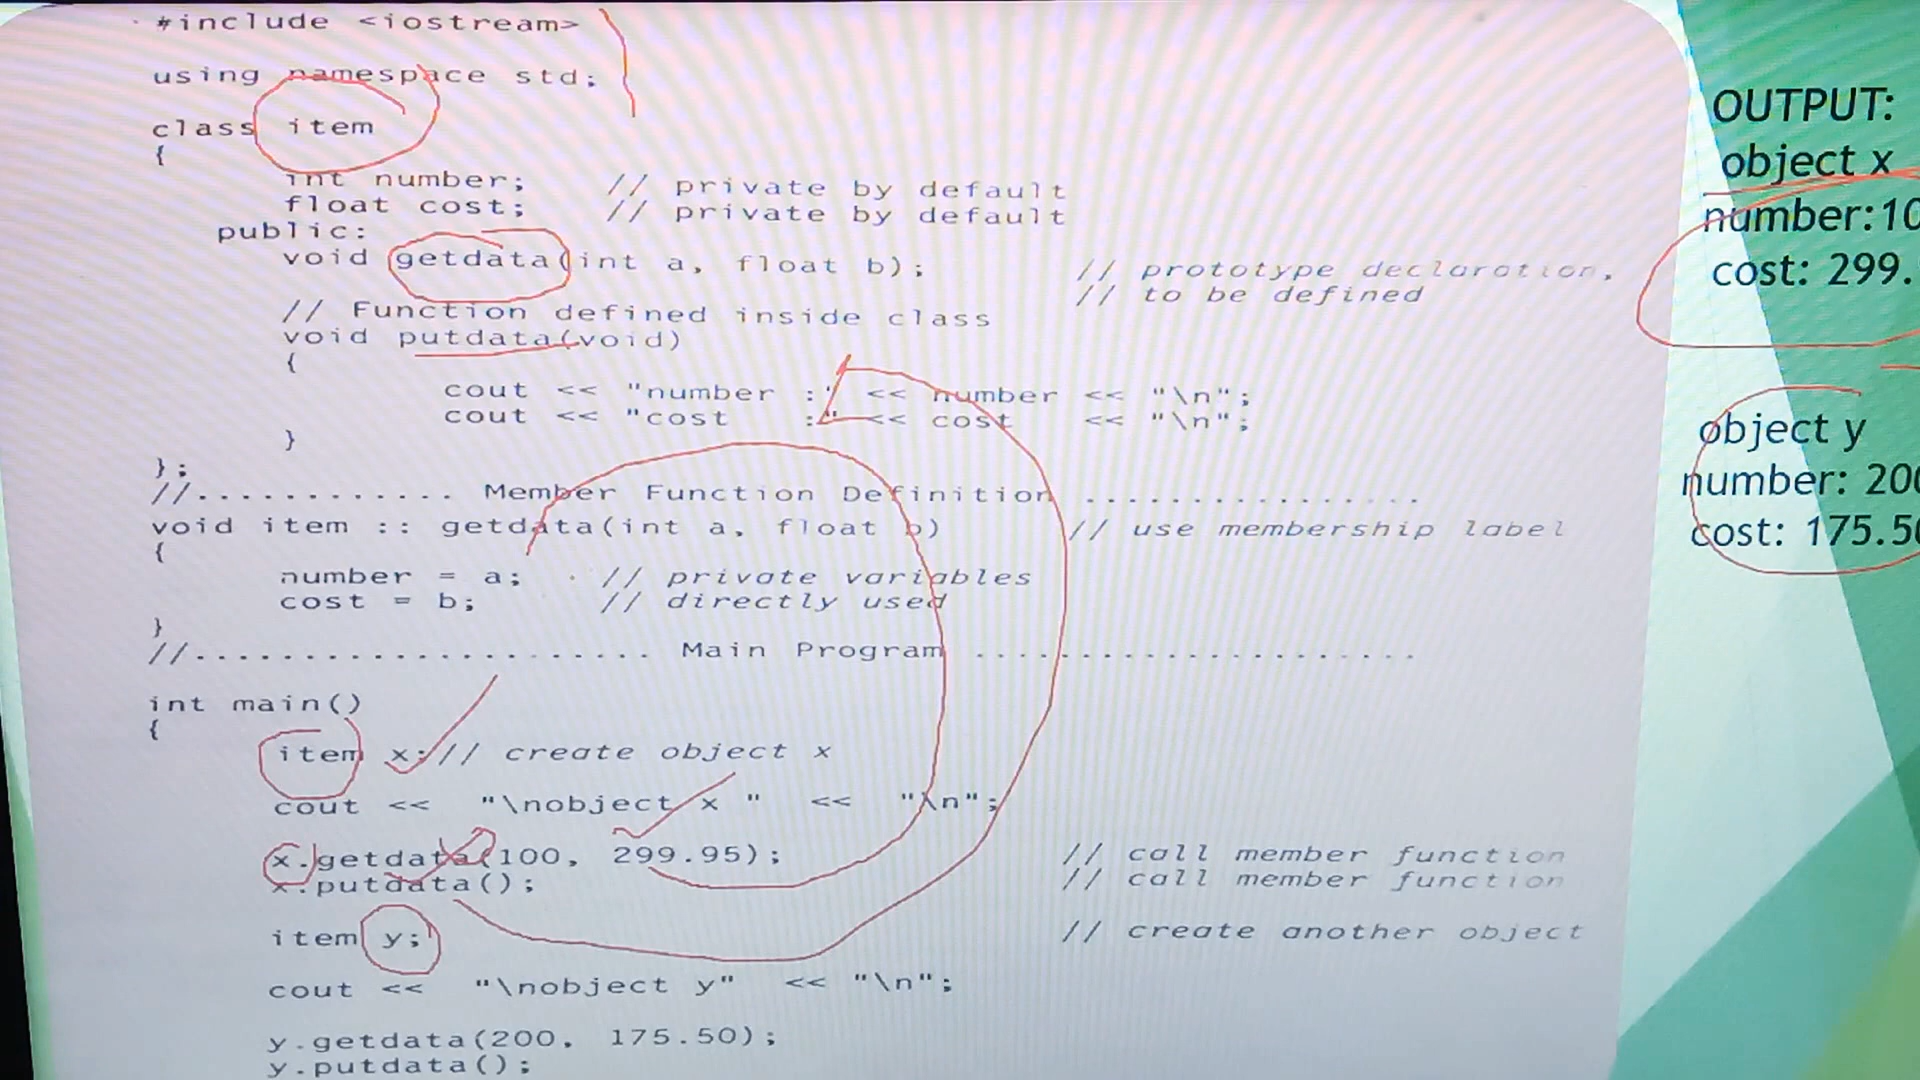 #include <iostream>
using namespace std;
class item
{
int number; // private by default
float cost; // private by default
public:
void getdata(int a, float b); // prototype declaration,
// to be defined
// Function defined inside class
void putdata(void)
{
cout << "number :" << number << "\n";
cout << "cost :" << cost << "\n";
}
};
//............ Member Function Definition ................
void item :: getdata(int a, float b) // use membership label
{
number = a; // private variables
cost = b; // directly used
}
//...................... Main Program .....................
int main()
{
item x; // create object x
cout << "\nobject x " << "\n";
x.getdata(100, 299.95); // call member function
x.putdata(); // call member function
item y; // create another object
cout << "\nobject y" << "\n";
y.getdata(200, 175.50);
y.putdata();
OUTPUT:
object x
number:10
cost: 299.
object y
number: 200
cost: 175.50